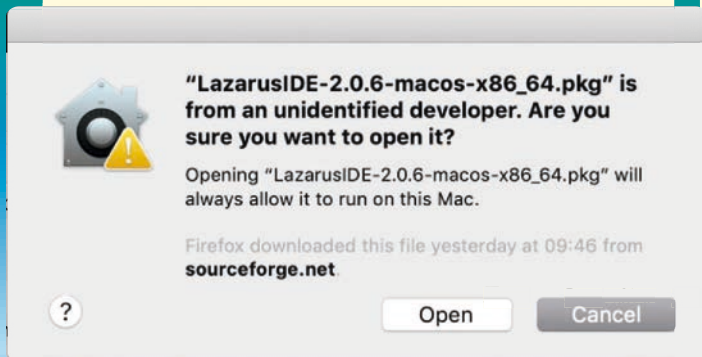 “LazarusIDE-2.0.6-macos-x86_64.pkg” is
from an unidentified developer. Are you
sure you want to open it?
Opening “LazarusIDE-2.0.6-macos-x86_64.pkg” will
always allow it to run on this Mac.
Firefox downloaded this file yesterday at 09:46 from
sourceforge.net.
? Open Cancel